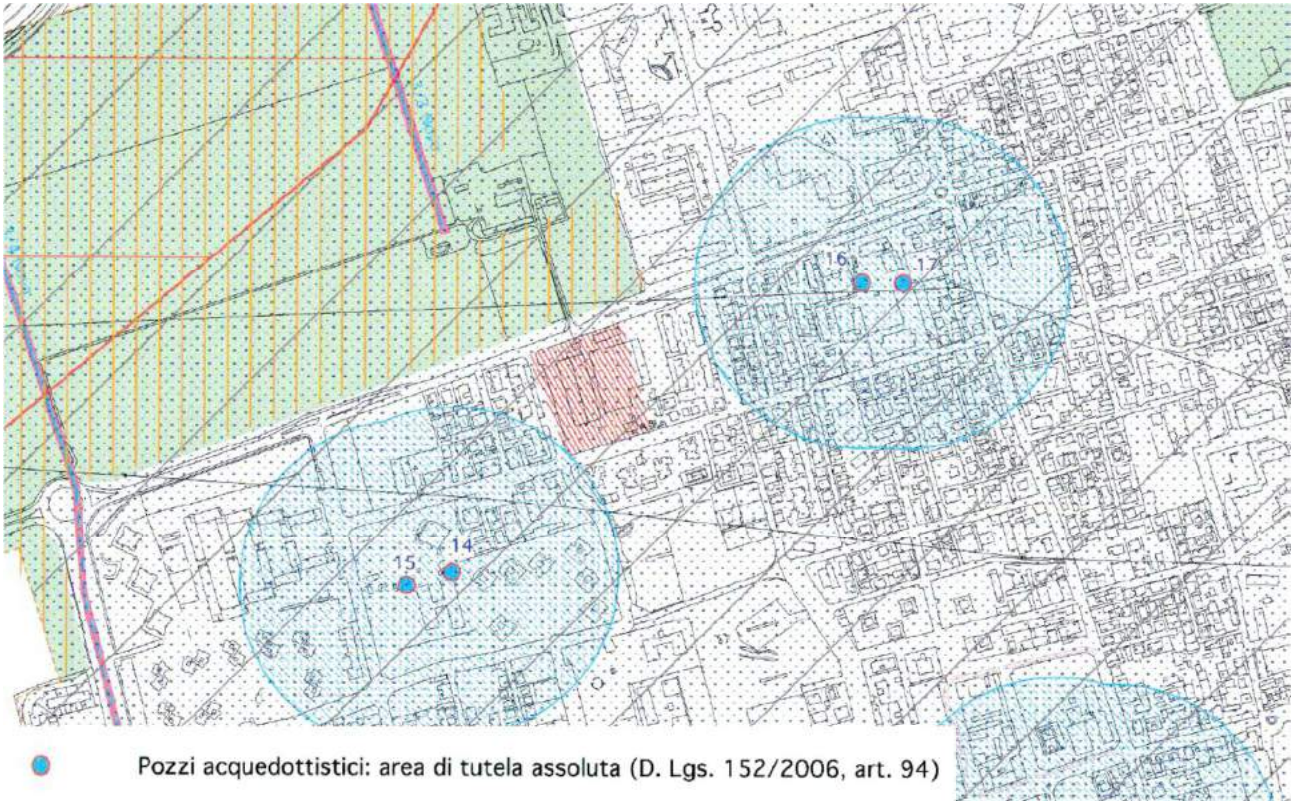 16
17
15
14
Pozzi acquedottistici: area di tutela assoluta (D. Lgs. 152/2006, art. 94)